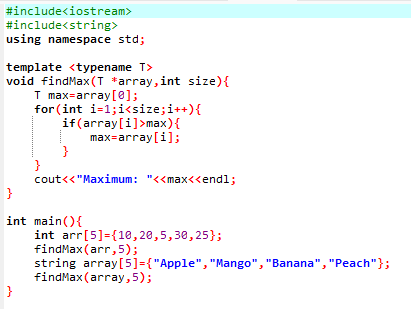 #include<iostream>
#include<string>
using namespace std;
template <typename T>
void findMax(T *array,int size){
T max=array[0];
for(int i=1;i<size;i++){
if(array[i]>max){
max=array[i];
}
}
cout<<"Maximum: "<<max<<endl;
}
int main(){
int arr[5]={10,20,5,30,25};
findMax(arr,5);
string array[5]={"Apple","Mango","Banana","Peach"};
findMax(array,5);
}